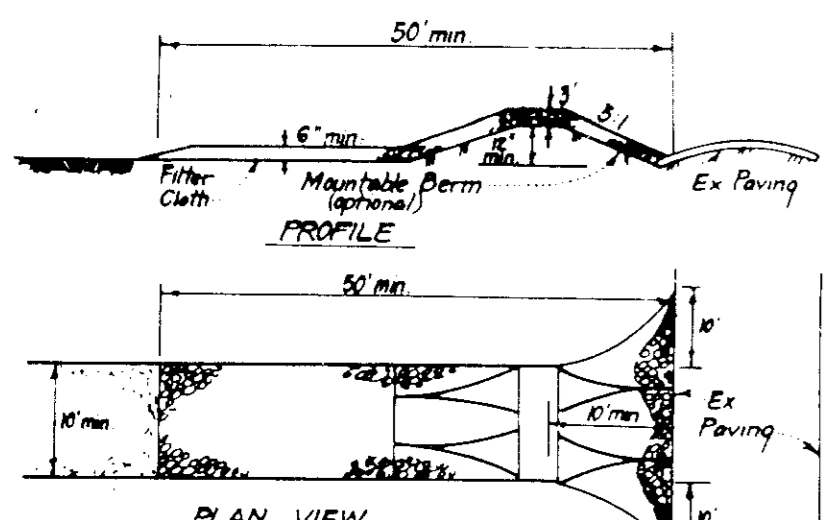 50' min.
3'
5:1
6" min.
12"
min.
Filter
Cloth
Mountable Berm
(optional)
Ex Paving
PROFILE
50' min.
10'
10' min.
10' min
Ex
Paving
10'
PLAN VIEW